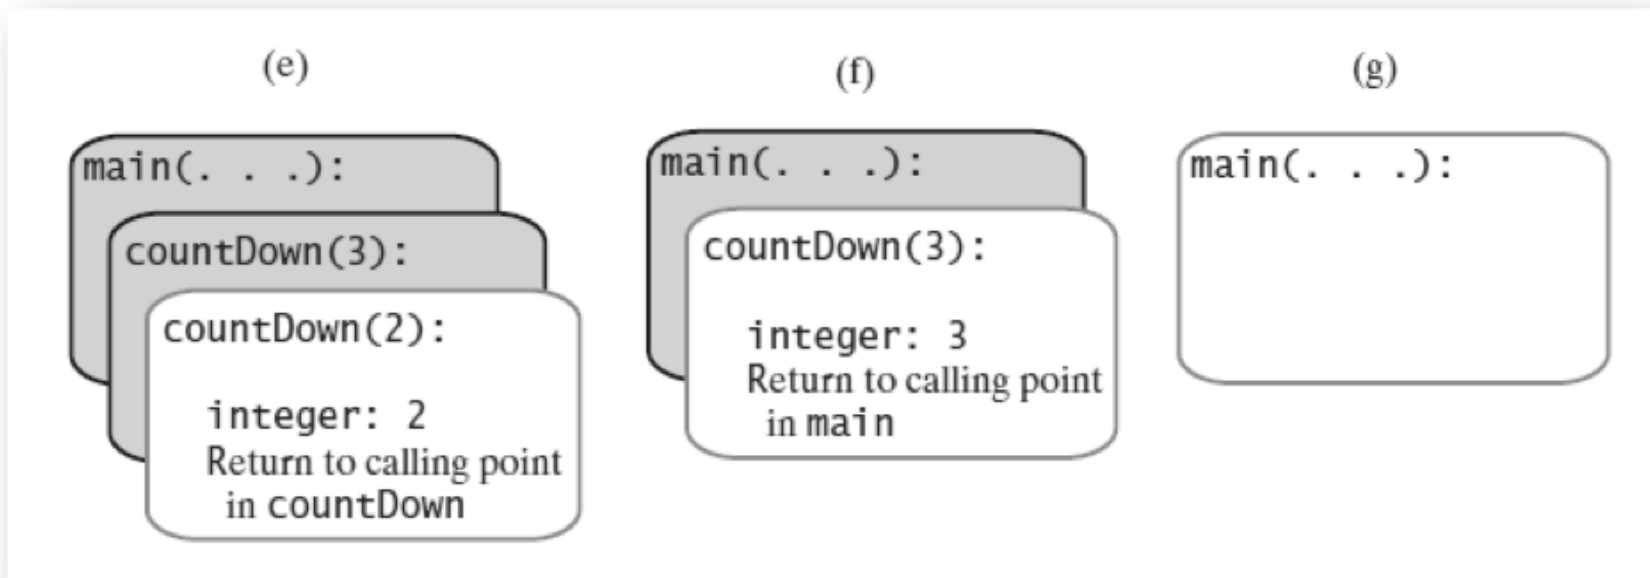 (e)
main(. . .):
countDown(3):
countDown(2):
integer: 2
Return to calling point
in countDown
(f)
main(. . .):
countDown(3):
integer: 3
Return to calling point
in main
(g)
main(. . .):